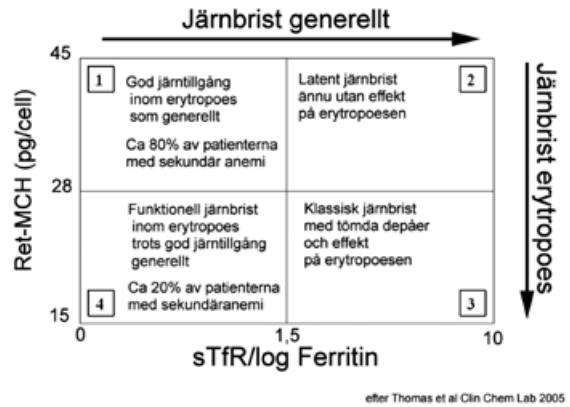 Järnbrist generellt
45
1
God järntillgång
inom erytropoes
som generellt
Ca 80% av patienterna
med sekundär anemi
Latent järnbrist
ännu utan effekt
på erytropoesen
2
Järnbrist erytropoes
Ret-MCH (pg/cell)
28
Funktionell järnbrist
inom erytropoes
trots god järntillgång
generellt
Ca 20% av patienterna
med sekundäranemi
4
Klassisk järnbrist
med tömda depåer
och effekt
på erytropoesen
3
15
0
1,5
10
sTfR/log Ferritin
efter Thomas et al Clin Chem Lab 2005